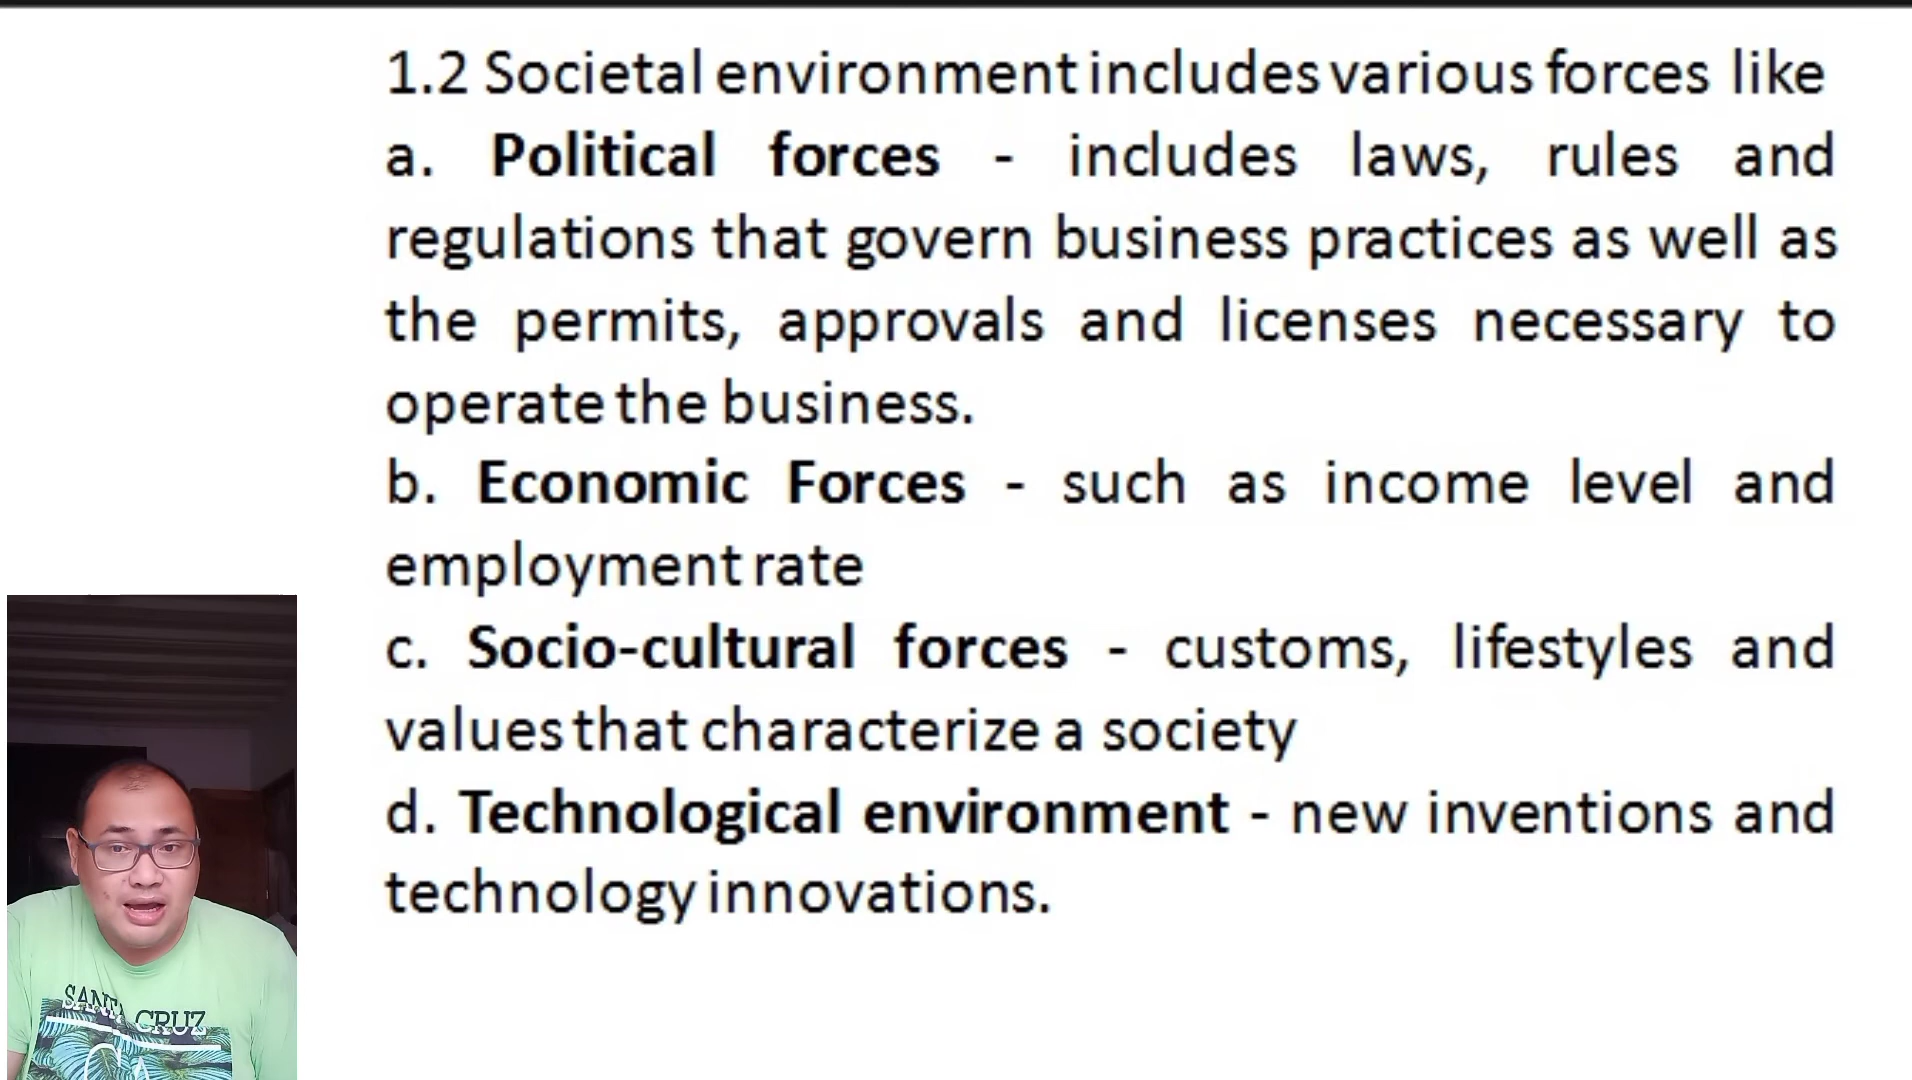 1.2 Societal environment includes various forces like
a. Political forces - includes laws, rules and
regulations that govern business practices as well as
the permits, approvals and licenses necessary to
operate the business.
b. Economic Forces - such as income level and
employment rate
c. Socio-cultural forces - customs, lifestyles and
values that characterize a society
d. Technological environment - new inventions and
technology innovations.
SANTA CRUZ
CA